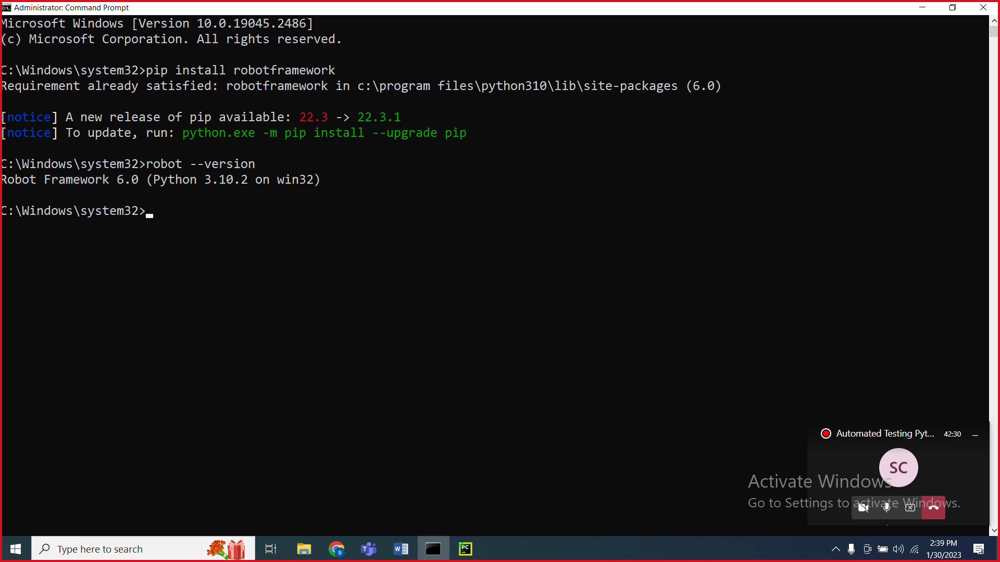 Administrator: Command Prompt
Microsoft Windows [Version 10.0.19045.2486]
(c) Microsoft Corporation. All rights reserved.
C:\Windows\system32>pip install robotframework
Requirement already satisfied: robotframework in c:\program files\python310\lib\site-packages (6.0)
[notice] A new release of pip available: 22.3 -> 22.3.1
[notice] To update, run: python.exe -m pip install --upgrade pip
C:\Windows\system32>robot --version
Robot Framework 6.0 (Python 3.10.2 on win32)
C:\Windows\system32>
Automated Testing Pyt... 42:30
SC
Activate Windows
Go to Settings to activate Windows.
Type here to search
2:39 PM
1/30/2023